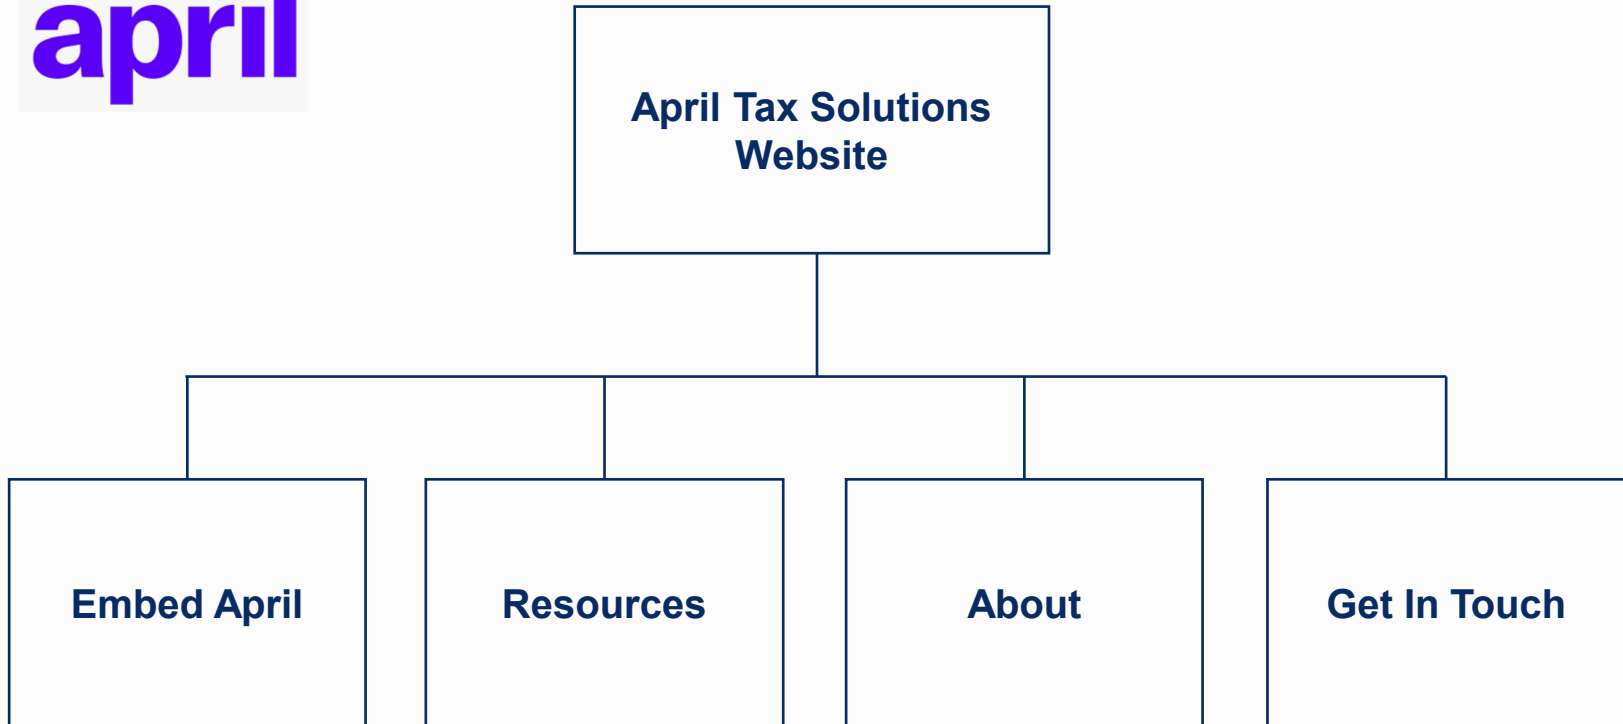 april
April Tax Solutions
Website
Embed April
Resources
About
Get In Touch